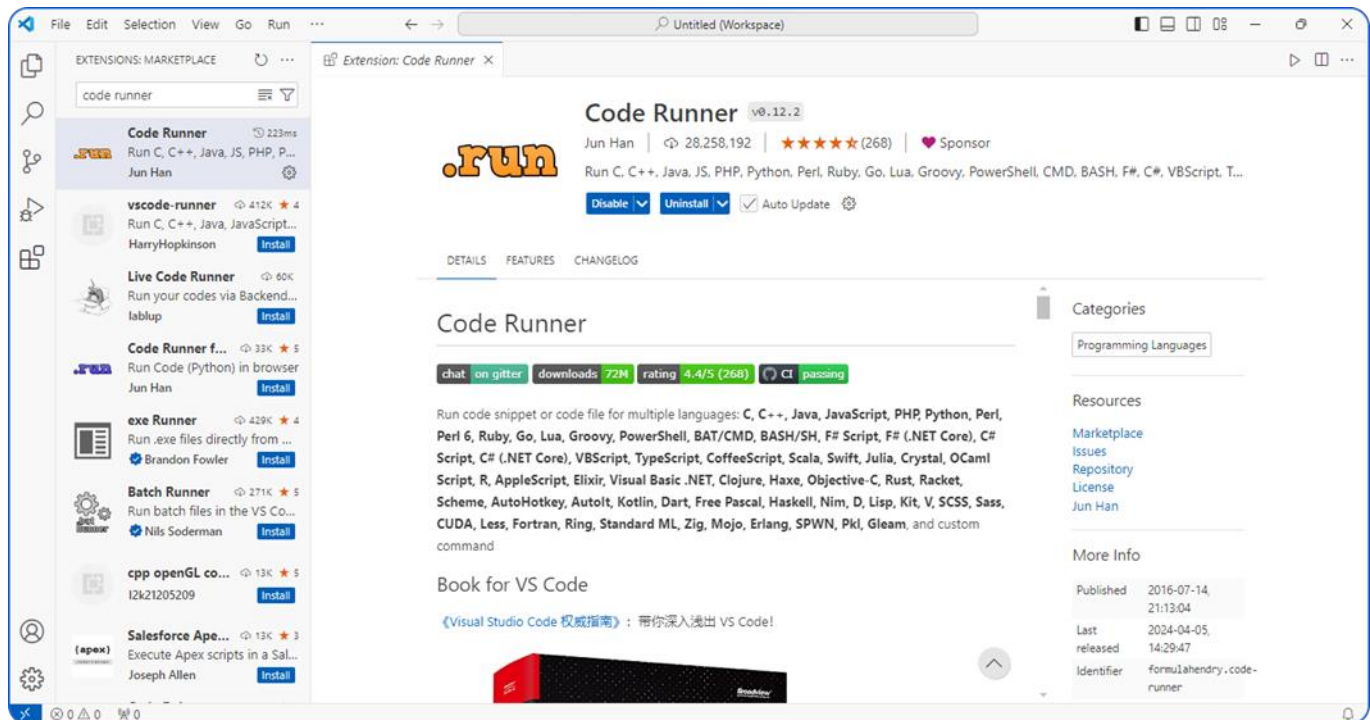 File Edit Selection View Go Run ··· Untitled (Workspace)
EXTENSIONS: MARKETPLACE
code runner
Code Runner 223ms
Run C, C++, Java, JS, PHP, P...
Jun Han
vscode-runner 412K ★ 4
Run C, C++, Java, JavaScript...
HarryHopkinson Install
Live Code Runner 60K
Run your codes via Backend...
lablup Install
.run
Code Runner f... 33K ★ 5
Run Code (Python) in browser
Jun Han Install
exe Runner 429K ★ 4
Run .exe files directly from ...
Brandon Fowler Install
Batch Runner 271K ★ 5
Run batch files in the VS Co...
Nils Soderman Install
cpp openGL co... 13K ★ 5
l2k21205209 Install
{apex}
Salesforce Ape... 13K ★ 3
Execute Apex scripts in a Sal...
Joseph Allen Install
0 0 0
Extension: Code Runner
.run
Code Runner v0.12.2
Jun Han 28,258,192 (268) Sponsor
Run C, C++, Java, JS, PHP, Python, Perl, Ruby, Go, Lua, Groovy, PowerShell, CMD, BASH, F#, C#, VBScript, T...
Disable Uninstall Auto Update
DETAILS FEATURES CHANGELOG
Code Runner
chat on gitter downloads 72M rating 4.4/5 (268) CI passing
Run code snippet or code file for multiple languages: C, C++, Java, JavaScript, PHP, Python, Perl,
Perl 6, Ruby, Go, Lua, Groovy, PowerShell, BAT/CMD, BASH/SH, F# Script, F# (.NET Core), C#
Script, C# (.NET Core), VBScript, TypeScript, CoffeeScript, Scala, Swift, Julia, Crystal, OCaml
Script, R, AppleScript, Elixir, Visual Basic .NET, Clojure, Haxe, Objective-C, Rust, Racket,
Scheme, AutoHotkey, AutoIt, Kotlin, Dart, Free Pascal, Haskell, Nim, D, Lisp, Kit, V, SCSS, Sass,
CUDA, Less, Fortran, Ring, Standard ML, Zig, Mojo, Erlang, SPWN, Pkl, Gleam, and custom
command
Book for VS Code
《Visual Studio Code 权威指南》：带你深入浅出 VS Code!
Broadview
Categories
Programming Languages
Resources
Marketplace
Issues
Repository
License
Jun Han
More Info
Published 2016-07-14,
21:13:04
Last 2024-04-05,
released 14:29:47
Identifier formulahendry.code-
runner